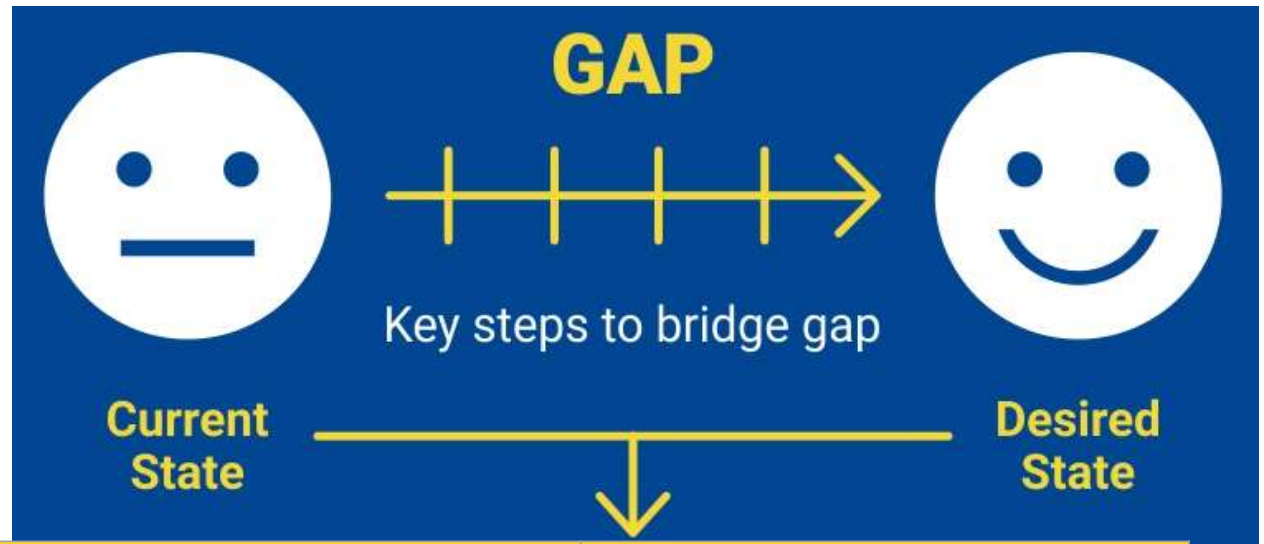 GAP
Key steps to bridge gap
Current
State
Desired
State